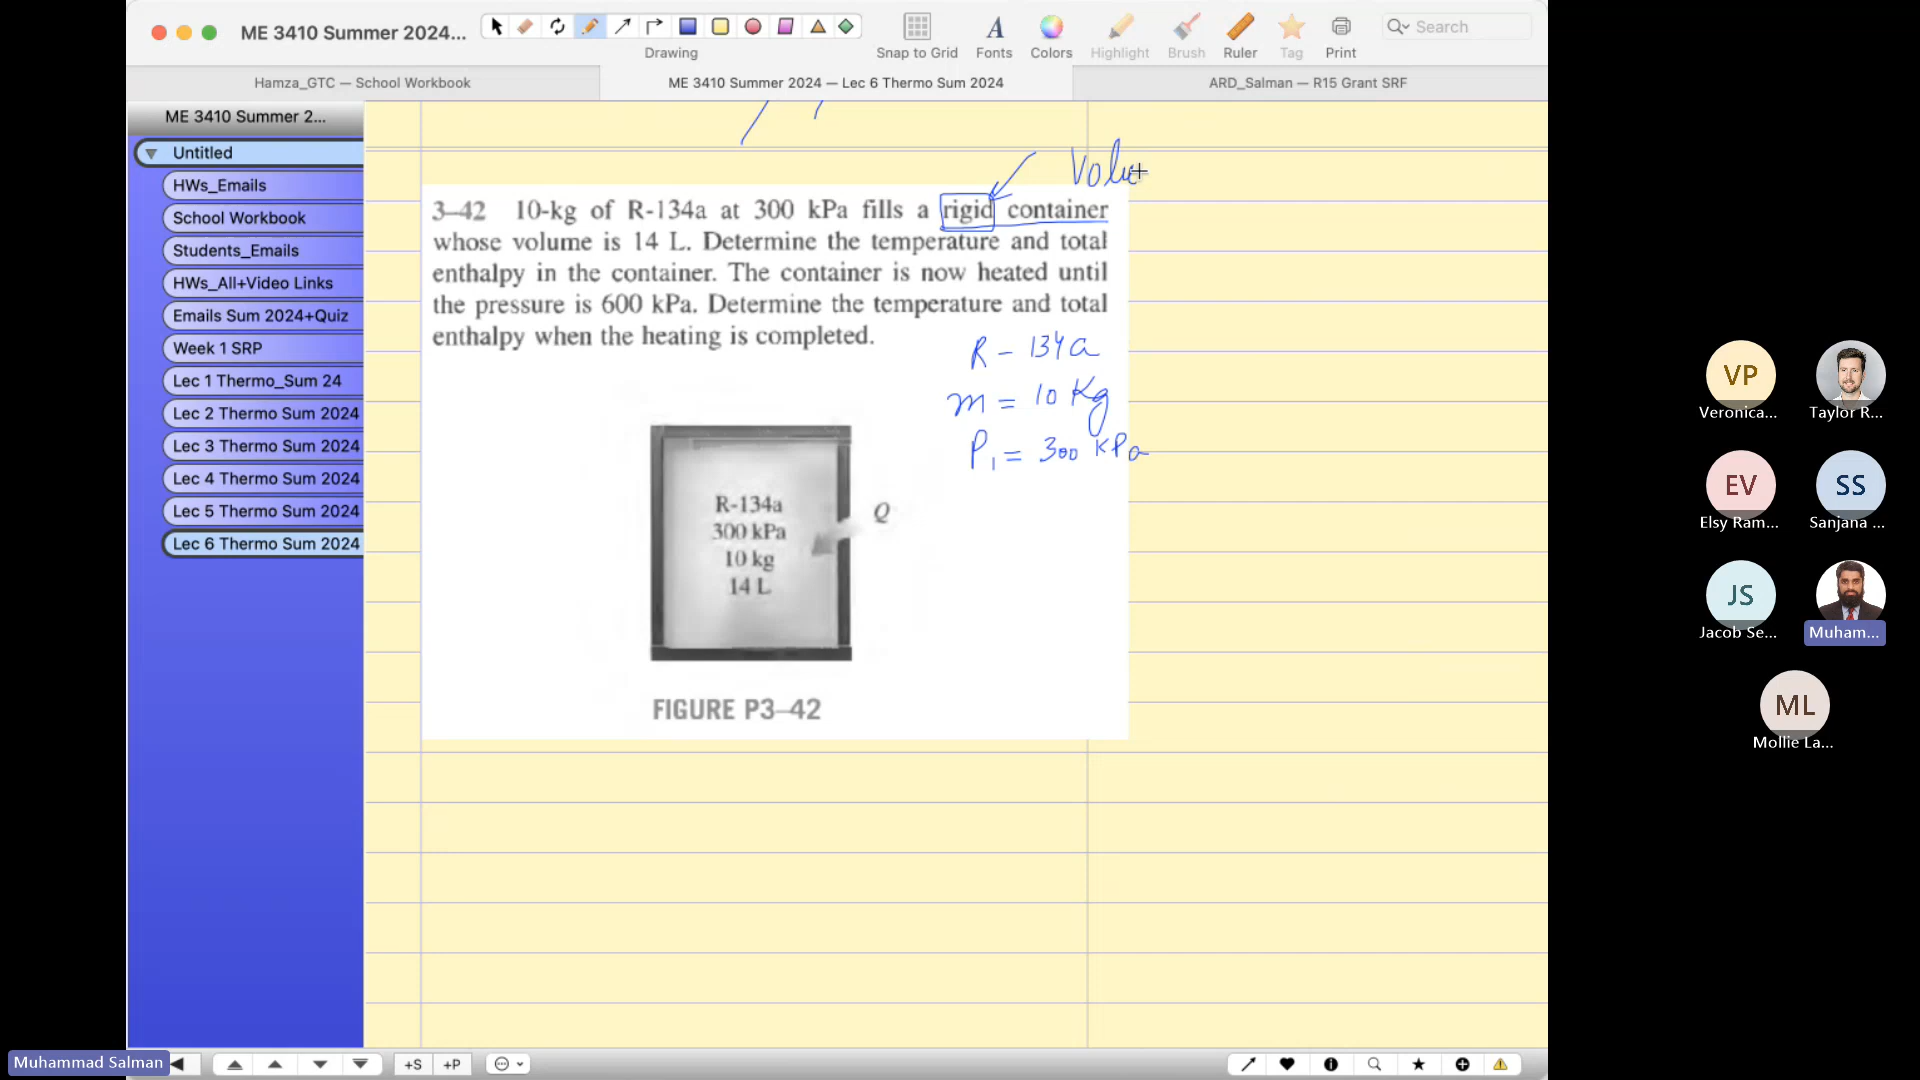 ME 3410 Summer 2024...
Drawing
Snap to Grid
Fonts
Colors
Highlight
Brush
Ruler
Tag
Print
Search
Hamza_GTC — School Workbook
ME 3410 Summer 2024 — Lec 6 Thermo Sum 2024
ARD_Salman — R15 Grant SRF
ME 3410 Summer 2...
Untitled
HWs_Emails
School Workbook
Students_Emails
HWs_All+Video Links
Emails Sum 2024+Quiz
Week 1 SRP
Lec 1 Thermo_Sum 24
Lec 2 Thermo Sum 2024
Lec 3 Thermo Sum 2024
Lec 4 Thermo Sum 2024
Lec 5 Thermo Sum 2024
Lec 6 Thermo Sum 2024
Volu
3–42 10-kg of R-134a at 300 kPa fills a rigid container
whose volume is 14 L. Determine the temperature and total
enthalpy in the container. The container is now heated until
the pressure is 600 kPa. Determine the temperature and total
enthalpy when the heating is completed.
R - 134a
m = 10 Kg
P1 = 300 KPa
R-134a
300 kPa
10 kg
14 L
Q
FIGURE P3–42
VP
Veronica...
Taylor R...
EV
Elsy Ram...
SS
Sanjana ...
JS
Jacob Se...
Muham...
ML
Mollie La...
Muhammad Salman
+S
+P